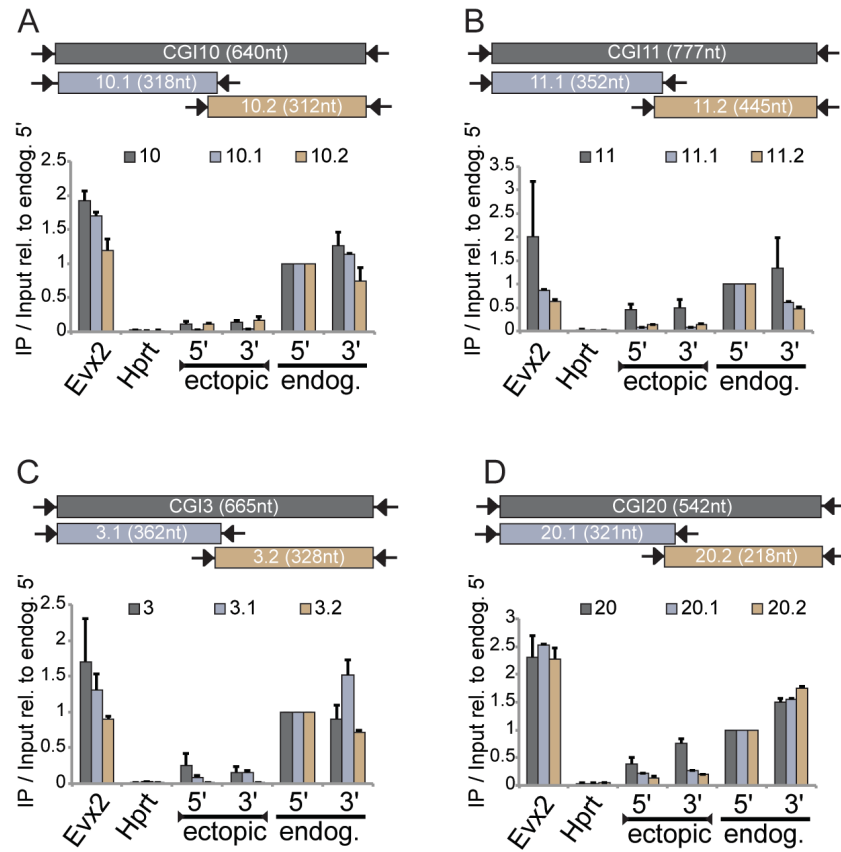 A
CGI10 (640nt)
10.1 (318nt)
10.2 (312nt)
IP / Input rel. to endog. 5'
10 10.1 10.2
2.5
2
1.5
1
0.5
0
Evx2 Hprt 5' 3' 5' 3'
ectopic endog.
B
CGI11 (777nt)
11.1 (352nt)
11.2 (445nt)
IP / Input rel. to endog. 5'
11 11.1 11.2
3.5
3
2.5
2
1.5
1
0.5
0
Evx2 Hprt 5' 3' 5' 3'
ectopic endog.
C
CGI3 (665nt)
3.1 (362nt)
3.2 (328nt)
IP / Input rel. to endog. 5'
3 3.1 3.2
2.5
2
1.5
1
0.5
0
Evx2 Hprt 5' 3' 5' 3'
ectopic endog.
D
CGI20 (542nt)
20.1 (321nt)
20.2 (218nt)
IP / Input rel. to endog. 5'
20 20.1 20.2
3
2.5
2
1.5
1
0.5
0
Evx2 Hprt 5' 3' 5' 3'
ectopic endog.